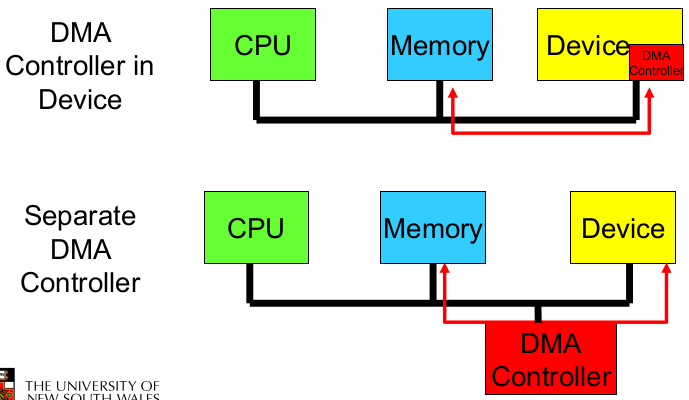 DMA
Controller in
Device
CPU
Memory
Device
DMA
Controller
Separate
DMA
Controller
CPU
Memory
Device
DMA
Controller
THE UNIVERSITY OF
NEW SOUTH WALES